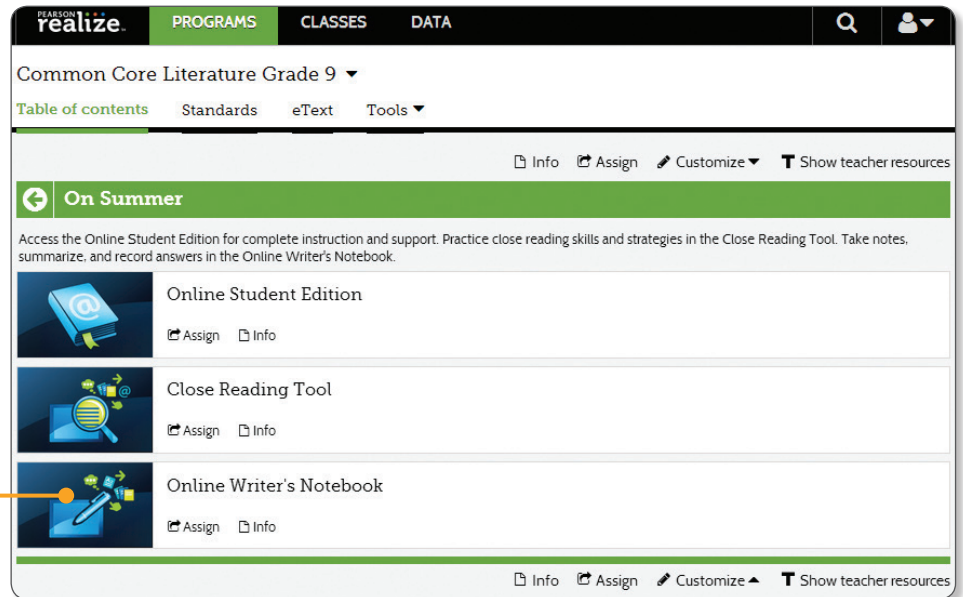 PEARSON
realize. PROGRAMS CLASSES DATA
Common Core Literature Grade 9
Table of contents Standards eText Tools
Info Assign Customize T Show teacher resources
On Summer
Access the Online Student Edition for complete instruction and support. Practice close reading skills and strategies in the Close Reading Tool. Take notes,
summarize, and record answers in the Online Writer's Notebook.
@
Online Student Edition
Assign Info
@
Close Reading Tool
Assign Info
Online Writer's Notebook
Assign Info
Info Assign Customize T Show teacher resources